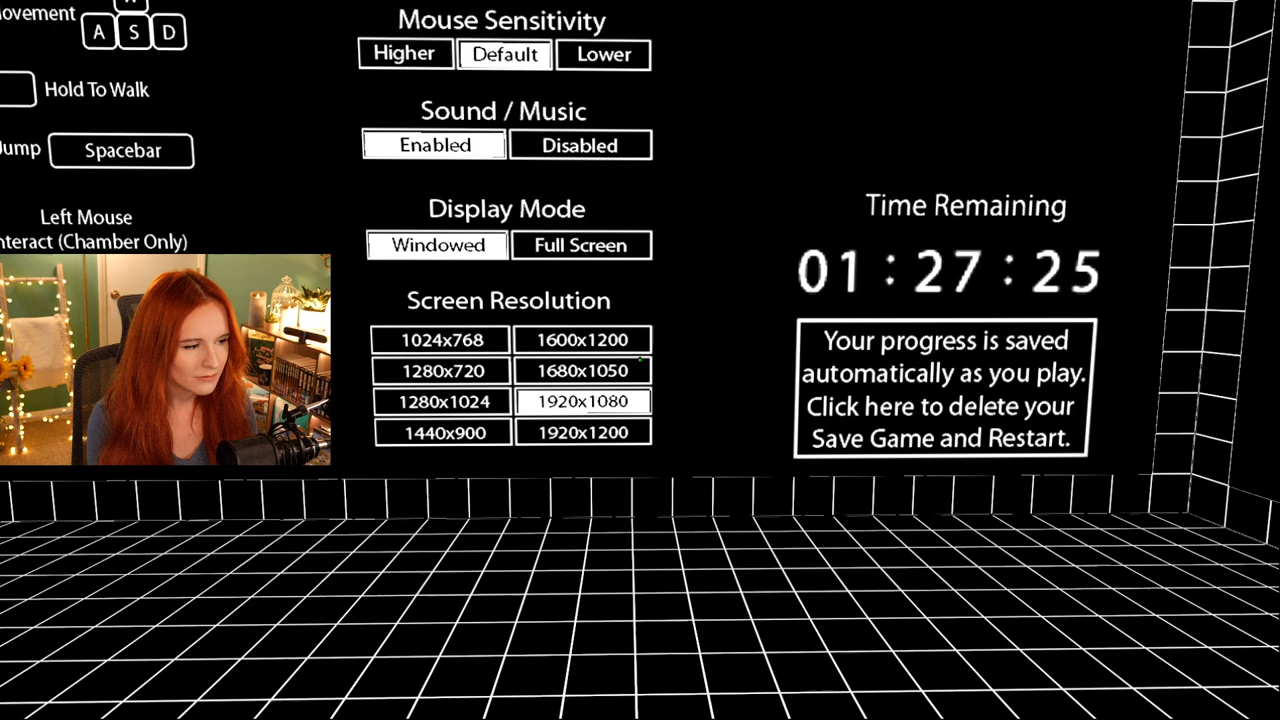 Movement
A S D
Hold To Walk
Jump Spacebar
Left Mouse
Interact (Chamber Only)
Mouse Sensitivity
Higher Default Lower
Sound / Music
Enabled Disabled
Display Mode
Windowed Full Screen
Screen Resolution
1024x768 1600x1200
1280x720 1680x1050
1280x1024 1920x1080
1440x900 1920x1200
Time Remaining
01 : 27 : 25
Your progress is saved
automatically as you play.
Click here to delete your
Save Game and Restart.